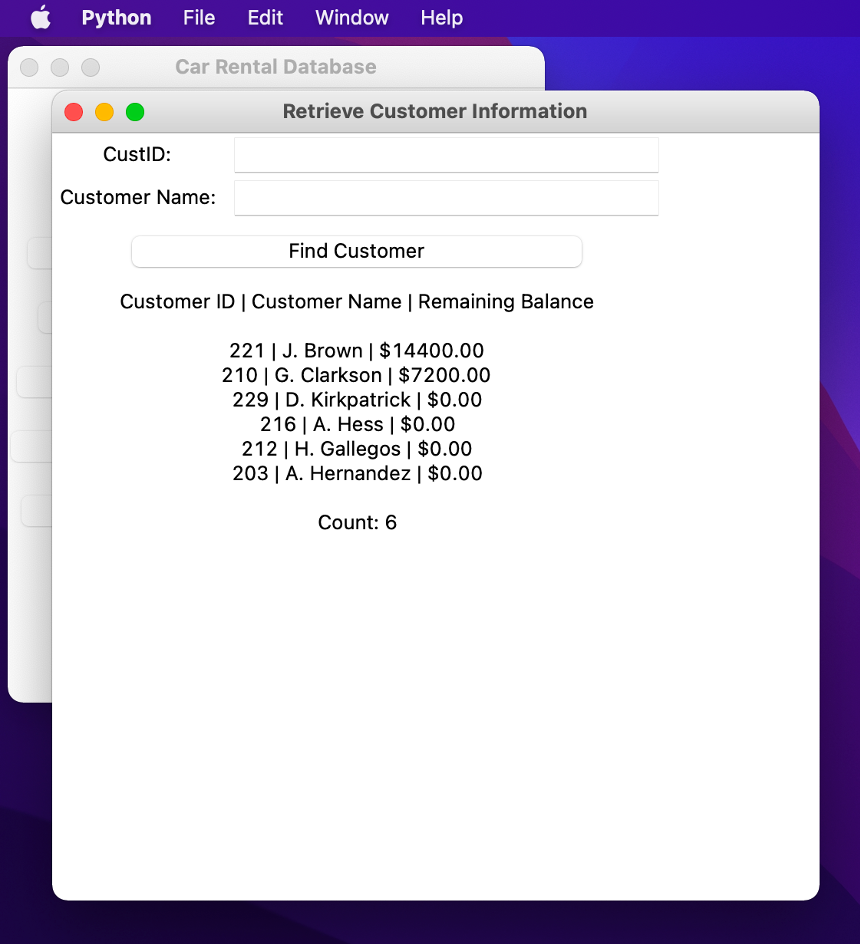 Python File Edit Window Help
Car Rental Database
Retrieve Customer Information
CustID:
Customer Name:
Find Customer
Customer ID | Customer Name | Remaining Balance
221 | J. Brown | $14400.00
210 | G. Clarkson | $7200.00
229 | D. Kirkpatrick | $0.00
216 | A. Hess | $0.00
212 | H. Gallegos | $0.00
203 | A. Hernandez | $0.00
Count: 6